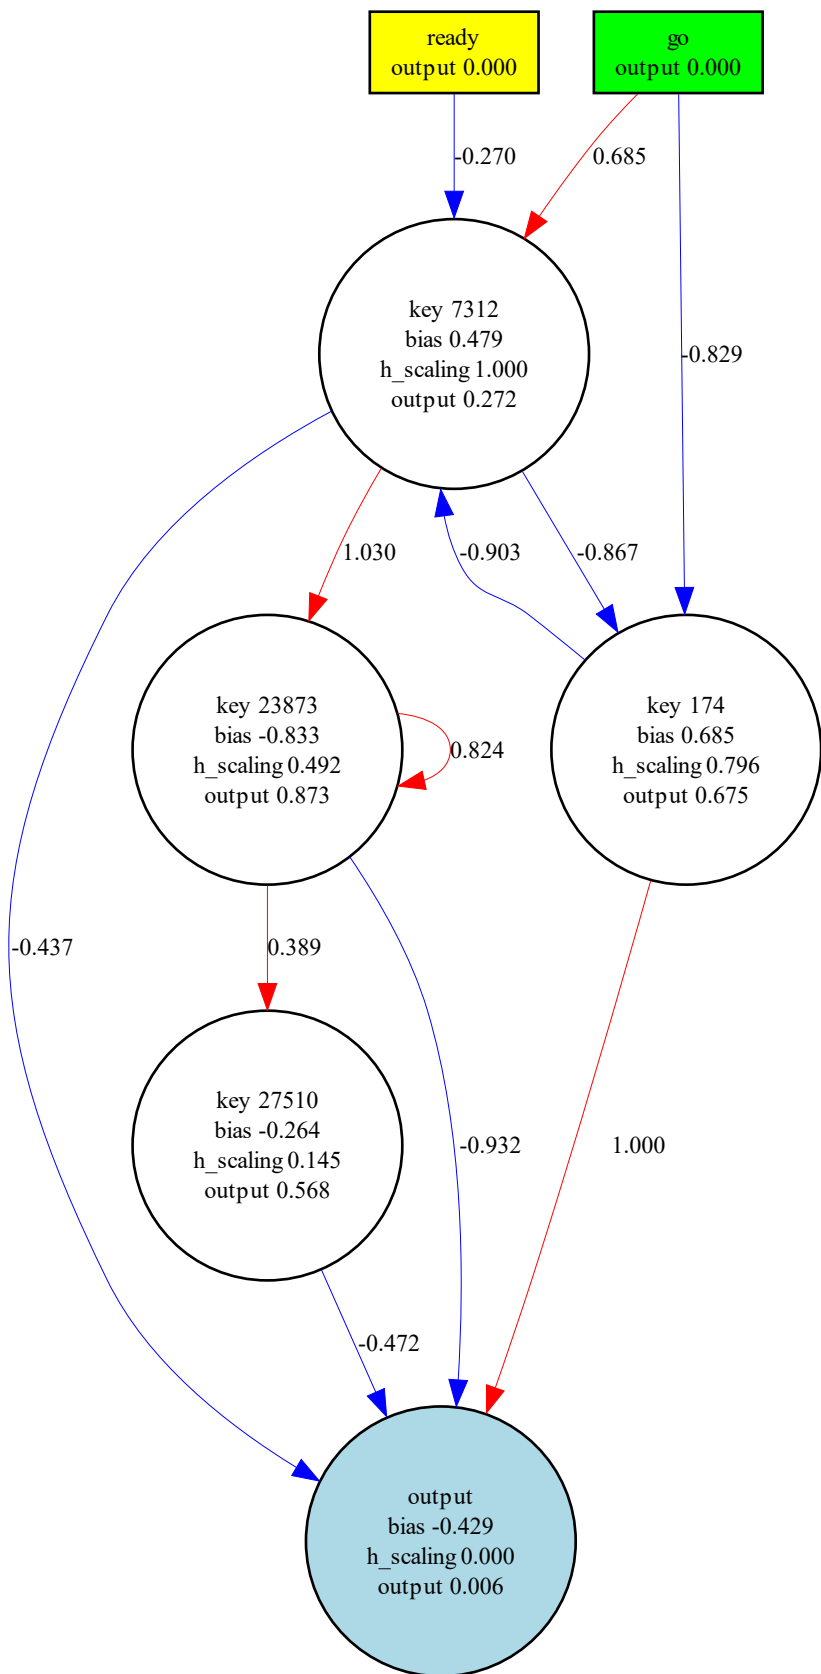 ready
output 0.000
go
output 0.000
-0.270
0.685
key 7312
bias 0.479
h_scaling 1.000
output 0.272
-0.829
1.030
-0.903
-0.867
key 23873
bias -0.833
h_scaling 0.492
output 0.873
0.824
key 174
bias 0.685
h_scaling 0.796
output 0.675
-0.437
0.389
key 27510
bias -0.264
h_scaling 0.145
output 0.568
-0.932
1.000
-0.472
output
bias -0.429
h_scaling 0.000
output 0.006